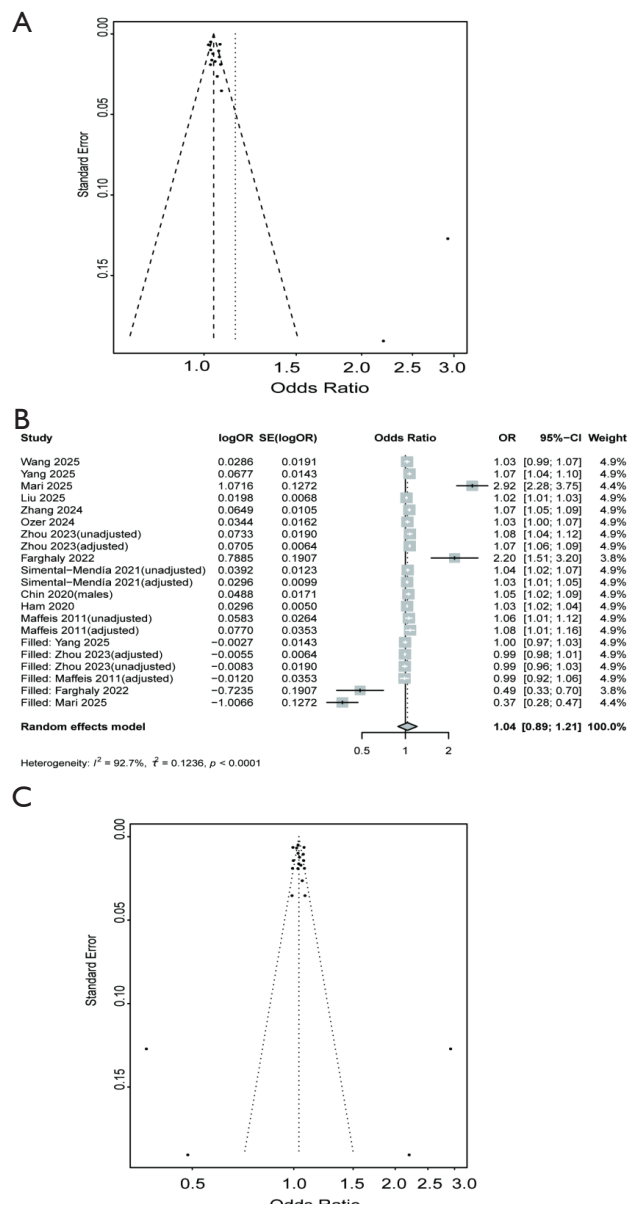 A
0.00
0.05
0.10
0.15
Standard Error
1.0 1.5 2.0 2.5 3.0
Odds Ratio
B
Study logOR SE(logOR) Odds Ratio OR 95%−CI Weight
Wang 2025 0.0286 0.0191 1.03 [0.99; 1.07] 4.9%
Yang 2025 0.0677 0.0143 1.07 [1.04; 1.10] 4.9%
Mari 2025 1.0716 0.1272 2.92 [2.28; 3.75] 4.4%
Liu 2025 0.0198 0.0068 1.02 [1.01; 1.03] 4.9%
Zhang 2024 0.0649 0.0105 1.07 [1.05; 1.09] 4.9%
Ozer 2024 0.0344 0.0162 1.03 [1.00; 1.07] 4.9%
Zhou 2023(unadjusted) 0.0733 0.0190 1.08 [1.04; 1.12] 4.9%
Zhou 2023(adjusted) 0.0705 0.0064 1.07 [1.06; 1.09] 4.9%
Farghaly 2022 0.7885 0.1907 2.20 [1.51; 3.20] 3.8%
Simental−Mendía 2021(unadjusted) 0.0392 0.0123 1.04 [1.02; 1.07] 4.9%
Simental−Mendía 2021(adjusted) 0.0296 0.0099 1.03 [1.01; 1.05] 4.9%
Chin 2020(males) 0.0488 0.0171 1.05 [1.02; 1.09] 4.9%
Ham 2020 0.0296 0.0050 1.03 [1.02; 1.04] 4.9%
Maffeis 2011(unadjusted) 0.0583 0.0264 1.06 [1.01; 1.12] 4.9%
Maffeis 2011(adjusted) 0.0770 0.0353 1.08 [1.01; 1.16] 4.9%
Filled: Yang 2025 −0.0027 0.0143 1.00 [0.97; 1.03] 4.9%
Filled: Zhou 2023(adjusted) −0.0055 0.0064 0.99 [0.98; 1.01] 4.9%
Filled: Zhou 2023(unadjusted) −0.0083 0.0190 0.99 [0.96; 1.03] 4.9%
Filled: Maffeis 2011(adjusted) −0.0120 0.0353 0.99 [0.92; 1.06] 4.9%
Filled: Farghaly 2022 −0.7235 0.1907 0.49 [0.33; 0.70] 3.8%
Filled: Mari 2025 −1.0066 0.1272 0.37 [0.28; 0.47] 4.4%
Random effects model 1.04 [0.89; 1.21] 100.0%
0.5 1 2
Heterogeneity: I² = 92.7%, τ² = 0.1236, p < 0.0001
C
0.00
0.05
0.10
0.15
Standard Error
0.5 1.0 1.5 2.0 2.5 3.0
Odds Ratio